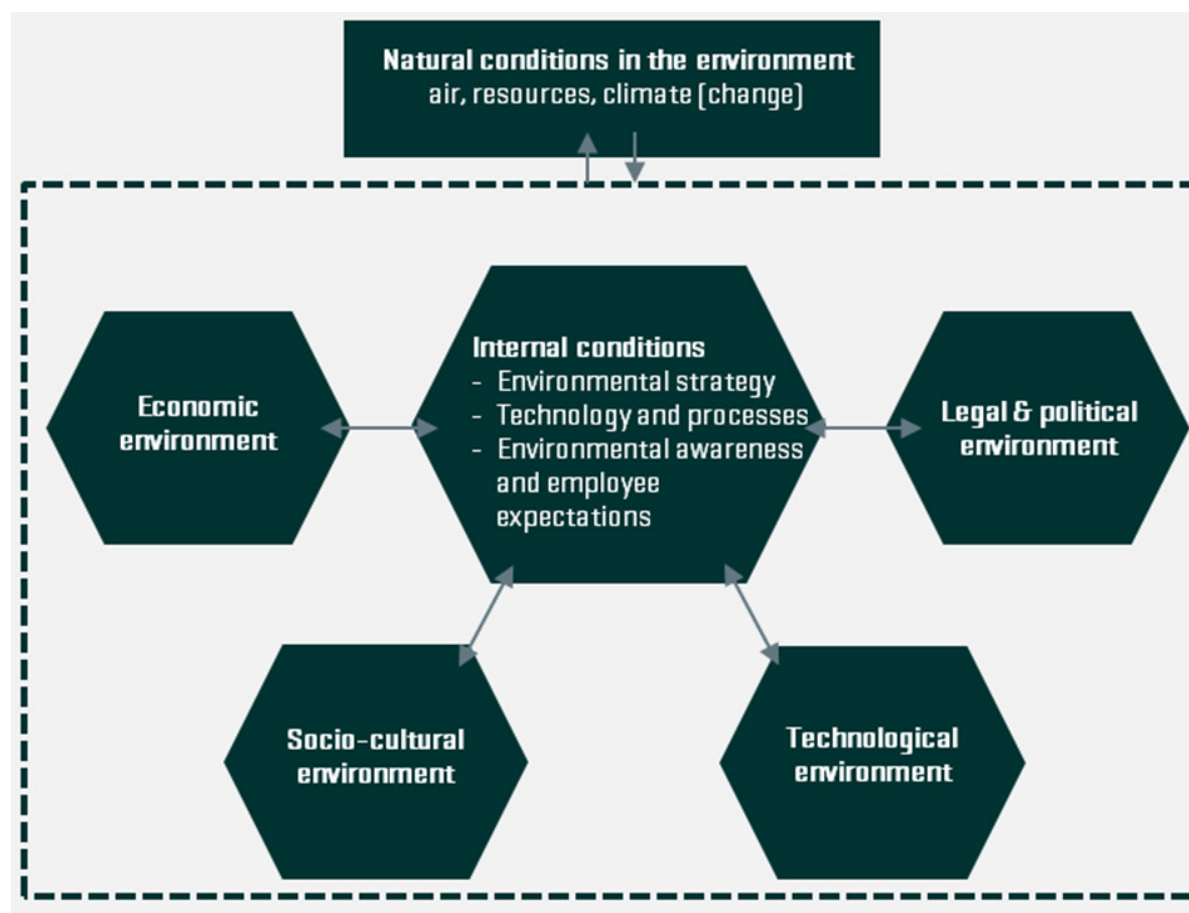 Natural conditions in the environment
air, resources, climate (change)
Internal conditions
- Environmental strategy
- Technology and processes
- Environmental awareness
and employee
expectations
Economic
environment
Legal & political
environment
Socio-cultural
environment
Technological
environment